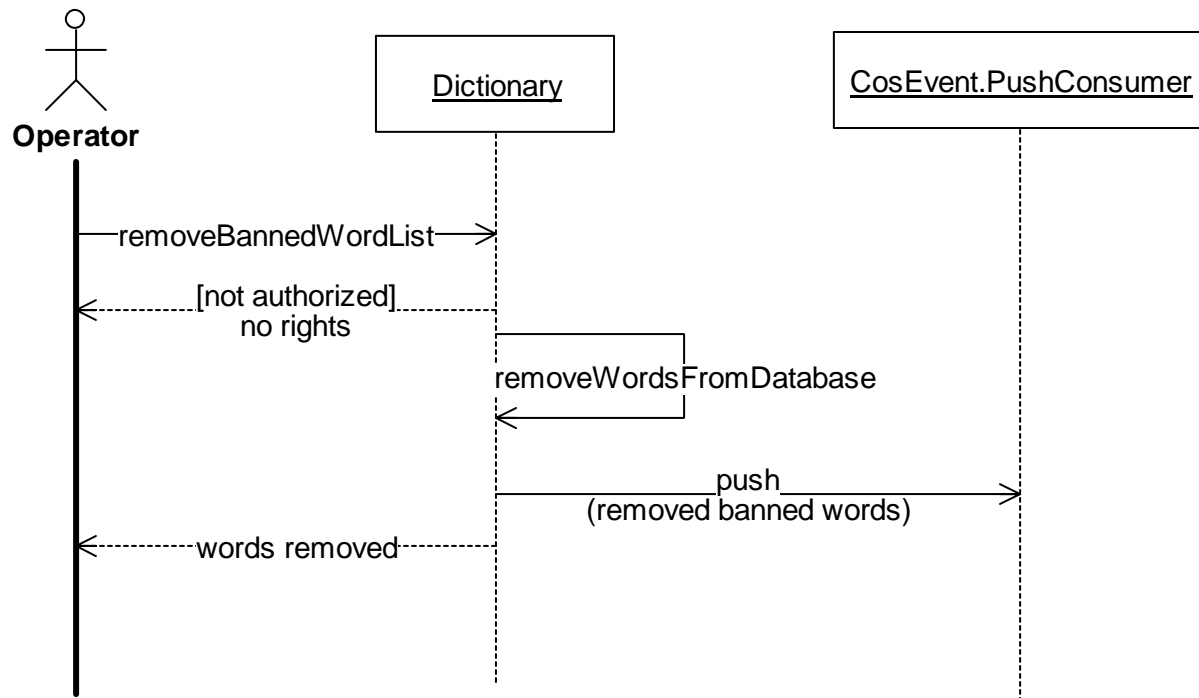 Operator
Dictionary
CosEvent.PushConsumer
removeBannedWordList
[not authorized]
no rights
removeWordsFromDatabase
push
(removed banned words)
words removed